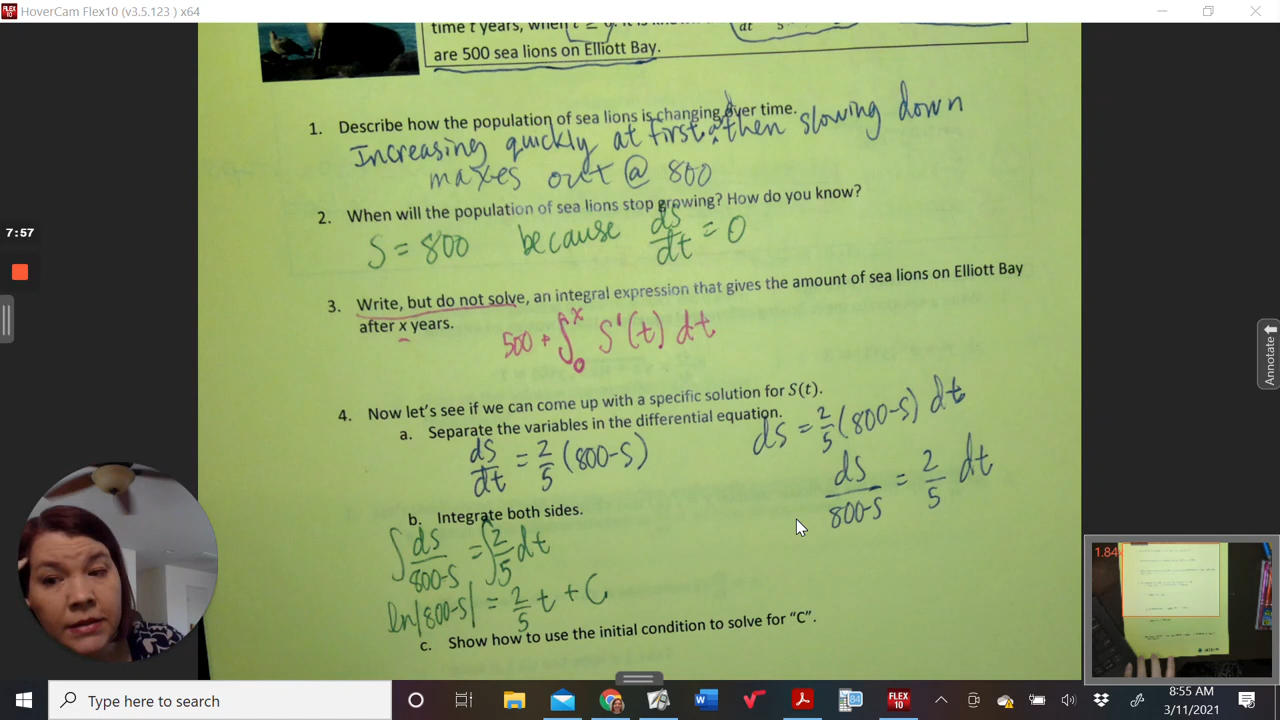 HoverCam Flex10 (v3.5.123) x64
time t years, when t ≥ 0. It is known
dt 5
are 500 sea lions on Elliott Bay.
1. Describe how the population of sea lions is changing over time.
Increasing quickly at first & then slowing down
maxes out @ 800
2. When will the population of sea lions stop growing? How do you know?
S = 800 because dS/dt = 0
7:57
3. Write, but do not solve, an integral expression that gives the amount of sea lions on Elliott Bay
after x years.
500 + ∫₀ˣ S'(t) dt
4. Now let's see if we can come up with a specific solution for S(t).
a. Separate the variables in the differential equation.
dS/dt = 2/5 (800-S)
dS = 2/5 (800-S) dt
dS/800-S = 2/5 dt
b. Integrate both sides.
∫ dS/800-S = ∫ 2/5 dt
ln|800-S| = 2/5 t + C
c. Show how to use the initial condition to solve for "C".
Annotate
1.84x
Type here to search
FLEX 10
8:55 AM
3/11/2021